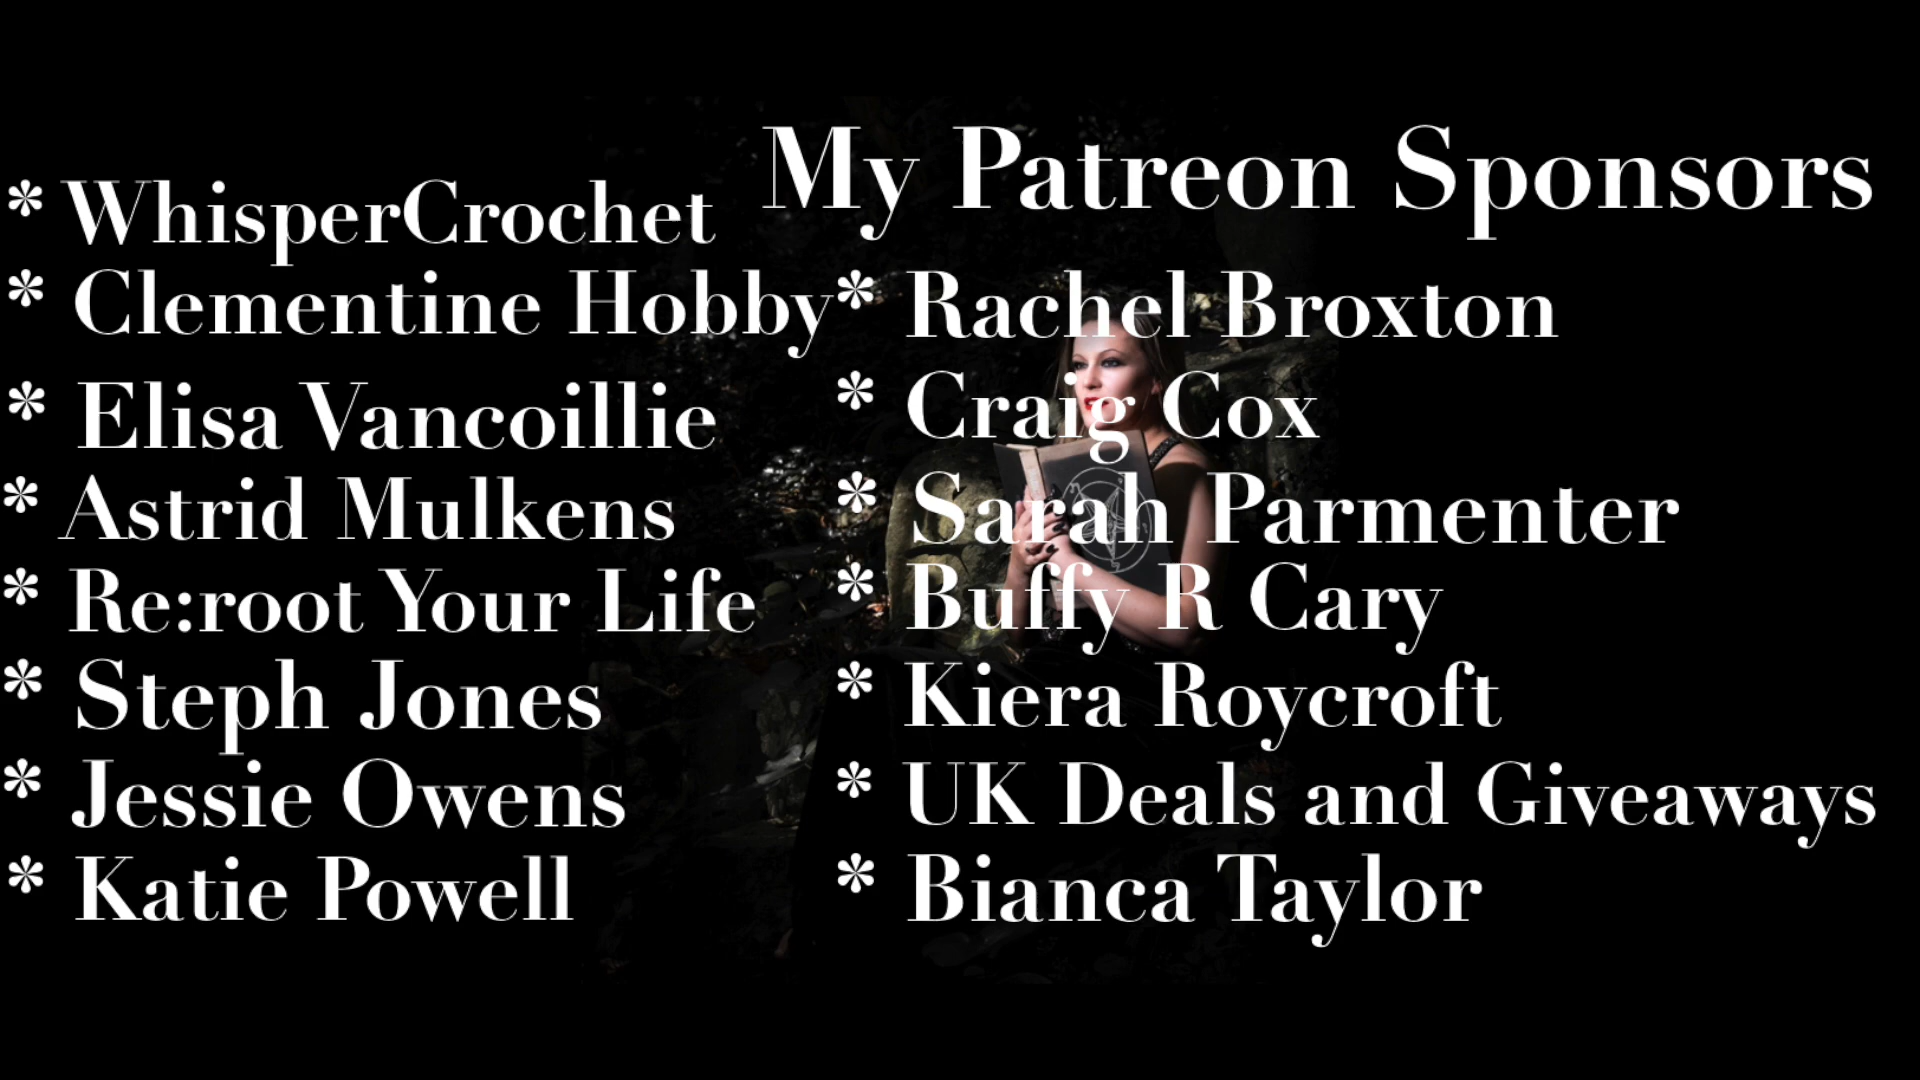 My Patreon Sponsors
* WhisperCrochet
* Clementine Hobby
* Elisa Vancoillie
* Astrid Mulkens
* Re:root Your Life
* Steph Jones
* Jessie Owens
* Katie Powell
* Rachel Broxton
* Craig Cox
* Sarah Parmenter
* Buffy R Cary
* Kiera Roycroft
* UK Deals and Giveaways
* Bianca Taylor